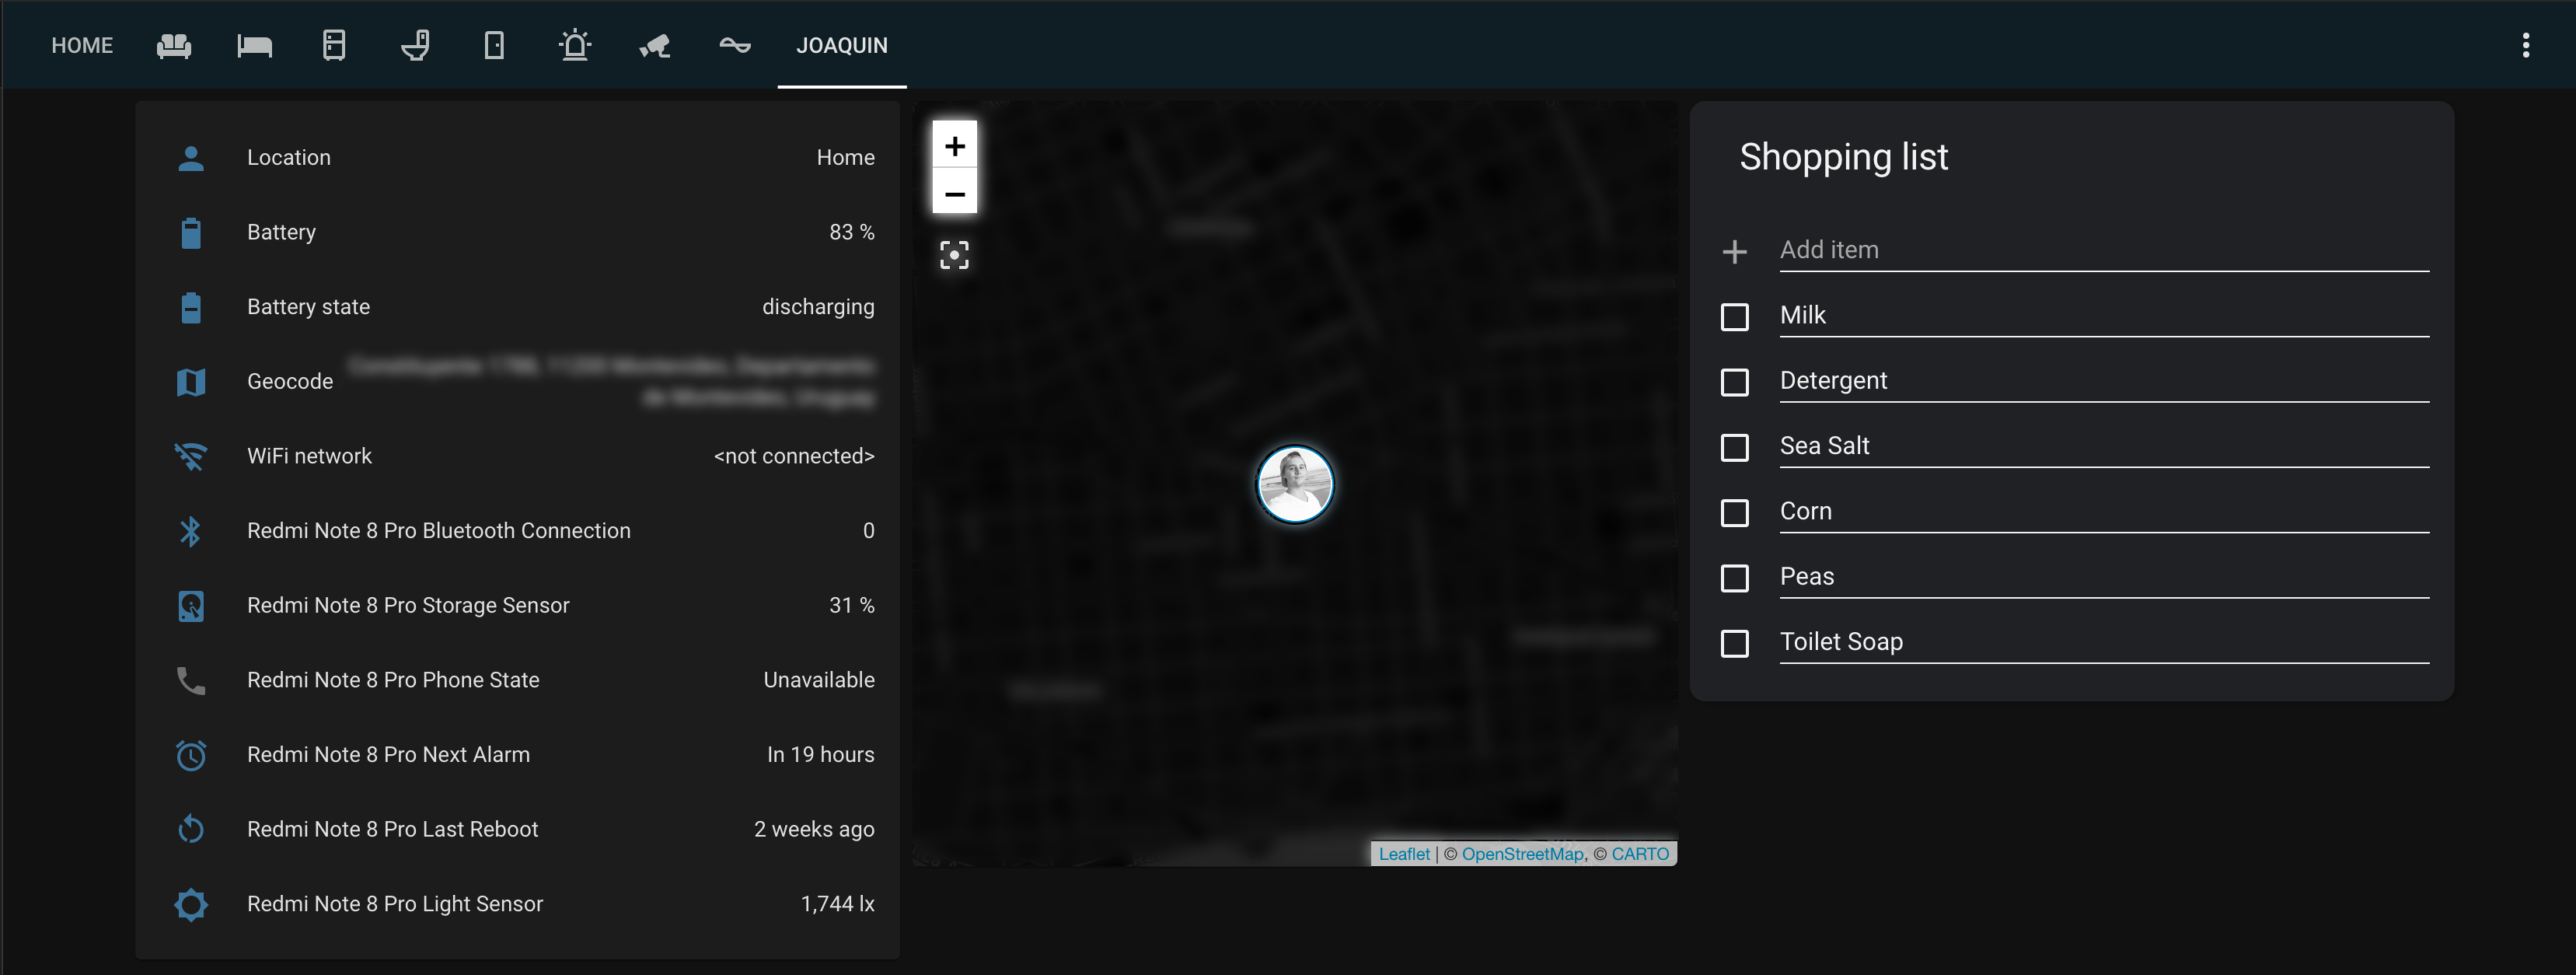 HOME
JOAQUIN
Location Home
Battery 83 %
Battery state discharging
Geocode
WiFi network <not connected>
Redmi Note 8 Pro Bluetooth Connection 0
Redmi Note 8 Pro Storage Sensor 31 %
Redmi Note 8 Pro Phone State Unavailable
Redmi Note 8 Pro Next Alarm In 19 hours
Redmi Note 8 Pro Last Reboot 2 weeks ago
Redmi Note 8 Pro Light Sensor 1,744 lx
+
−
Leaflet | © OpenStreetMap, © CARTO
Shopping list
Add item
Milk
Detergent
Sea Salt
Corn
Peas
Toilet Soap